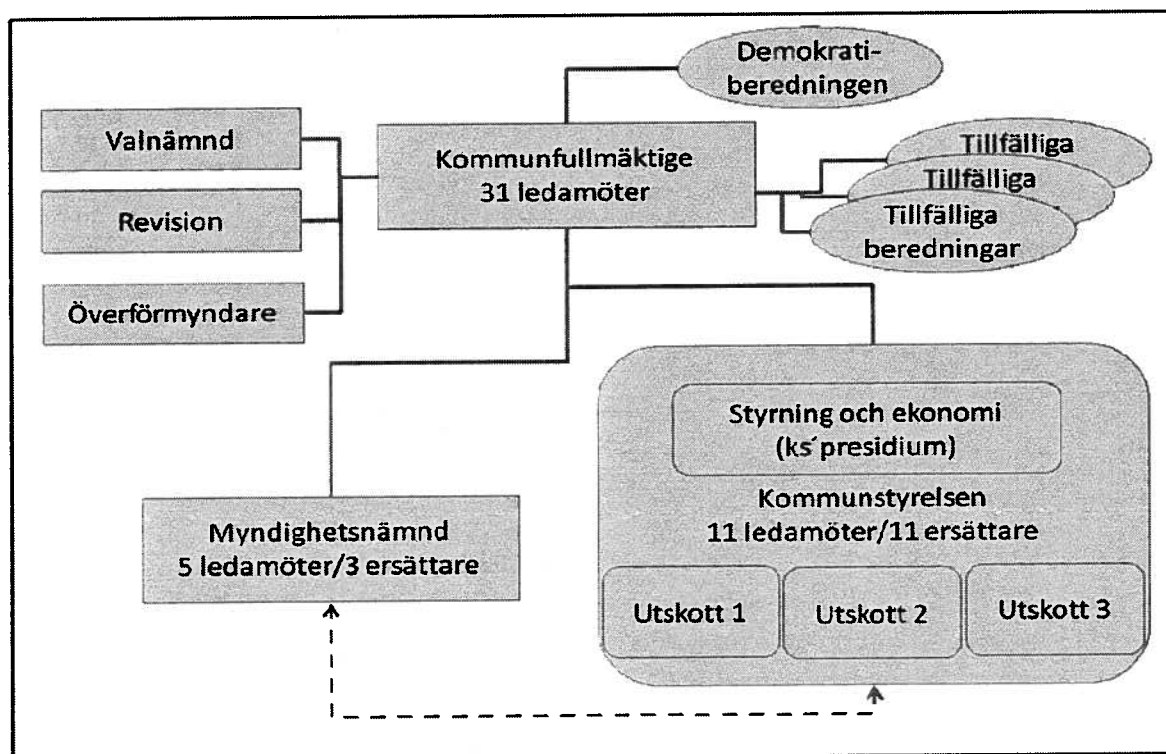 Demokrati-
beredningen
Valnämnd
Kommunfullmäktige
31 ledamöter
Tillfälliga
Tillfälliga
Tillfälliga
beredningar
Revision
Överförmyndare
Styrning och ekonomi
(ks´presidium)
Kommunstyrelsen
11 ledamöter/11 ersättare
Myndighetsnämnd
5 ledamöter/3 ersättare
Utskott 1
Utskott 2
Utskott 3